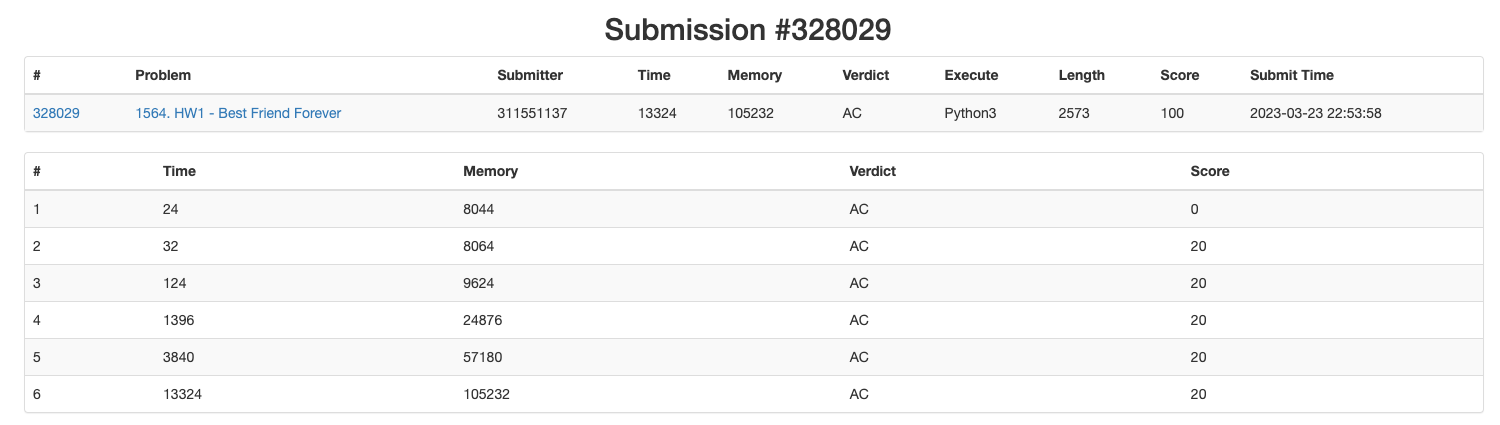 Submission #328029
# Problem Submitter Time Memory Verdict Execute Length Score Submit Time
328029 1564. HW1 - Best Friend Forever 311551137 13324 105232 AC Python3 2573 100 2023-03-23 22:53:58
# Time Memory Verdict Score
1 24 8044 AC 0
2 32 8064 AC 20
3 124 9624 AC 20
4 1396 24876 AC 20
5 3840 57180 AC 20
6 13324 105232 AC 20